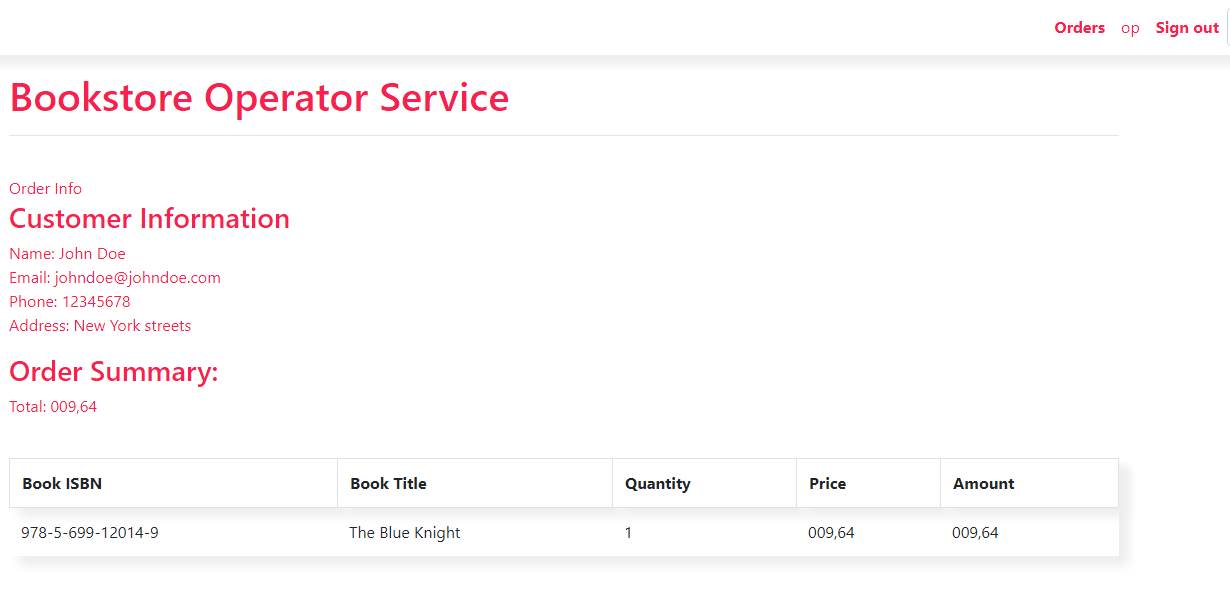 Orders op Sign out
Bookstore Operator Service
Order Info
Customer Information
Name: John Doe
Email: johndoe@johndoe.com
Phone: 12345678
Address: New York streets
Order Summary:
Total: 009,64
Book ISBN Book Title Quantity Price Amount
978-5-699-12014-9 The Blue Knight 1 009,64 009,64